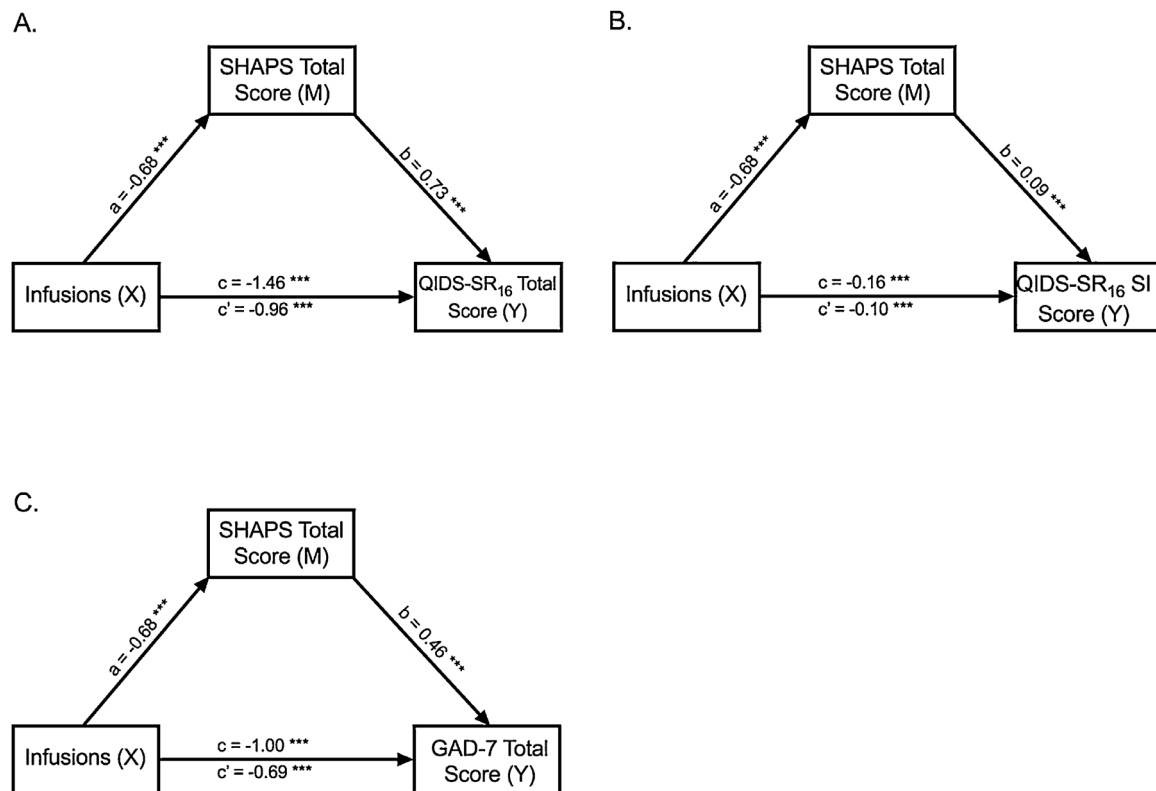 A.
SHAPS Total
Score (M)
a = -0.68 ***
b = 0.73 ***
Infusions (X)
c = -1.46 ***
c' = -0.96 ***
QIDS-SR₁₆ Total
Score (Y)
B.
SHAPS Total
Score (M)
a = -0.68 ***
b = 0.09 ***
Infusions (X)
c = -0.16 ***
c' = -0.10 ***
QIDS-SR₁₆ SI
Score (Y)
C.
SHAPS Total
Score (M)
a = -0.68 ***
b = 0.46 ***
Infusions (X)
c = -1.00 ***
c' = -0.69 ***
GAD-7 Total
Score (Y)